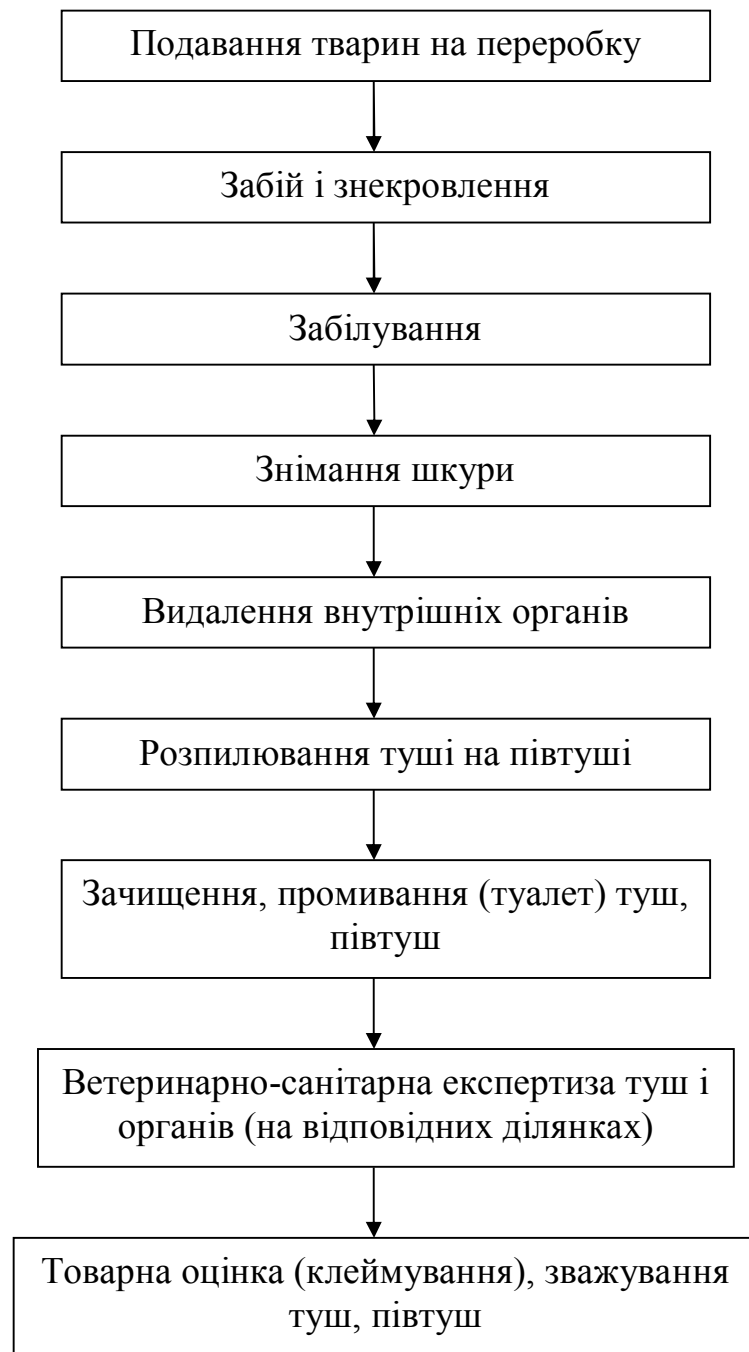 Подавання тварин на переробку
Забій і знекровлення
Забілування
Знімання шкури
Видалення внутрішніх органів
Розпилювання туші на півтуші
Зачищення, промивання (туалет) туш,
півтуш
Ветеринарно-санітарна експертиза туш і
органів (на відповідних ділянках)
Товарна оцінка (клеймування), зважування
туш, півтуш